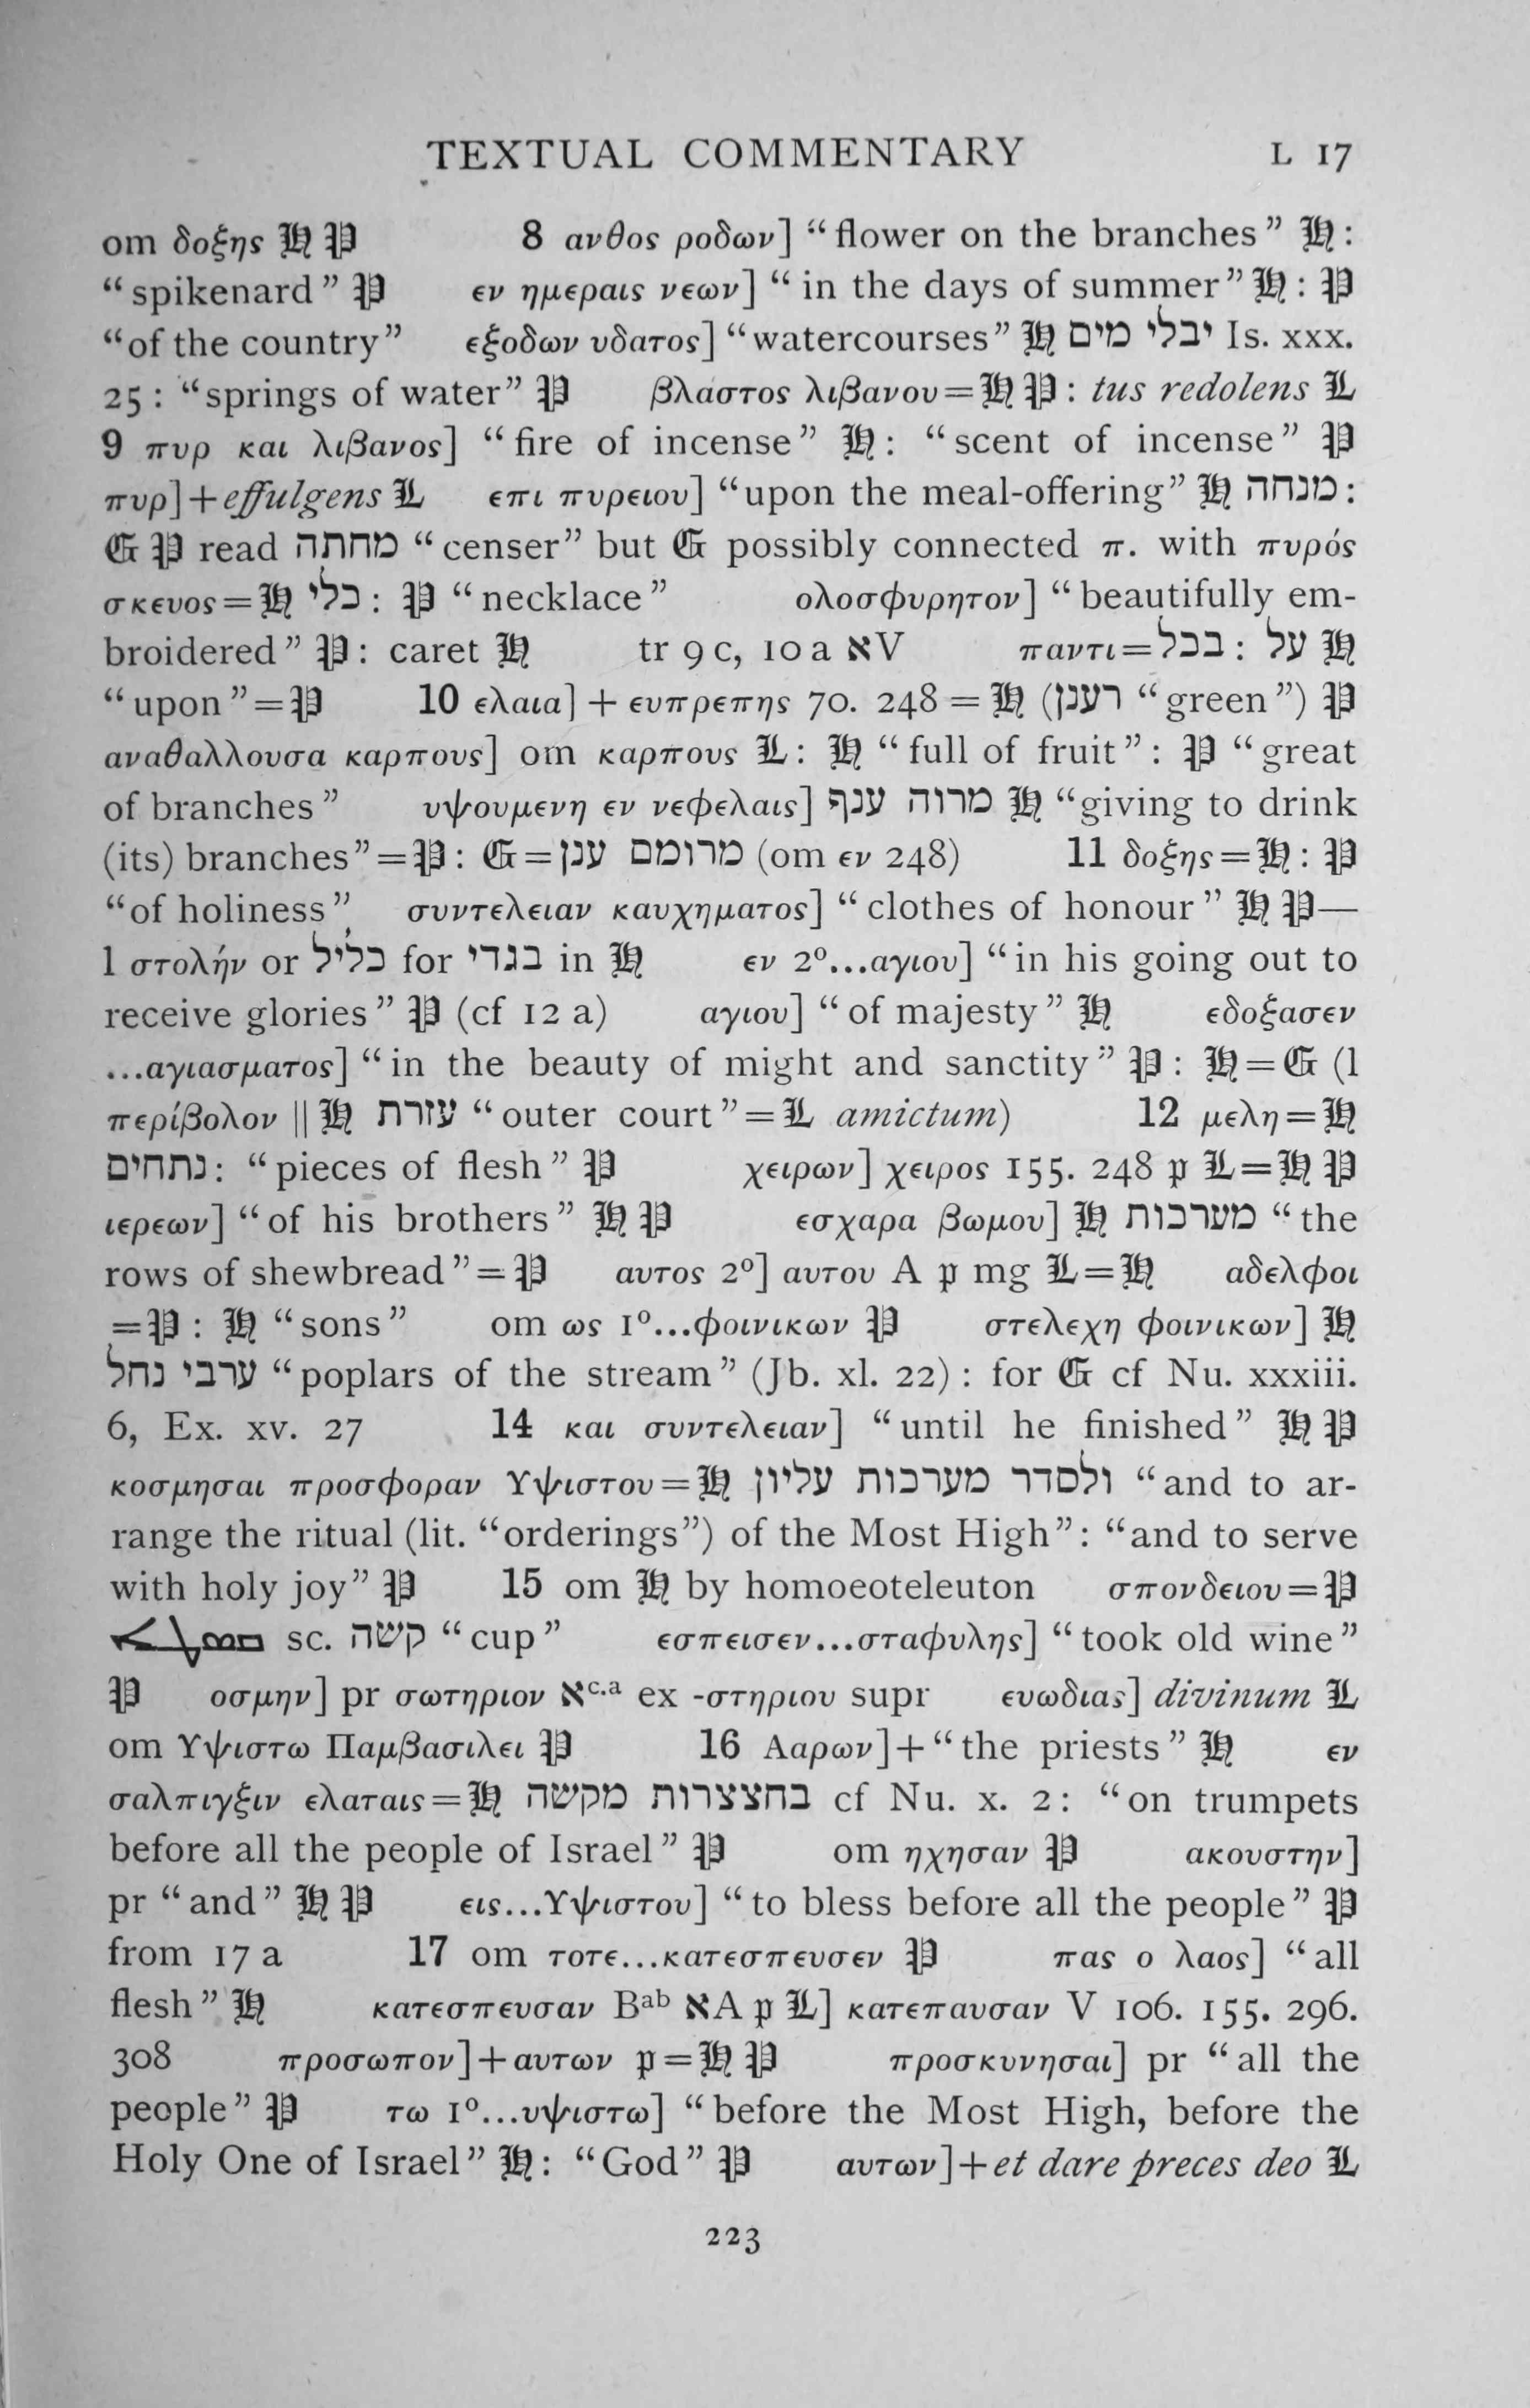 TEXTUAL COMMENTARY L 17
om δοξης 𝕳 𝕻 8 ανθος ροδων] “flower on the branches” 𝕳 :
“spikenard” 𝕻 εν ημεραις νεων] “in the days of summer” 𝕳 : 𝕻
“of the country” εξοδων υδατος] “watercourses” 𝕳 יבלי מים Is. xxx.
25 : “springs of water” 𝕻 βλαστος λιβανου = 𝕳 𝕻 : tus redolens 𝕷
9 πυρ και λιβανος] “fire of incense” 𝕳 : “scent of incense” 𝕻
πυρ] + effulgens 𝕷 επι πυρειου] “upon the meal-offering” 𝕳 מנחה :
𝕲 𝕻 read מחתה “censer” but 𝕲 possibly connected π. with πυρός
σκευος = 𝕳 כלי : 𝕻 “necklace” ολοσφυρητον] “beautifully em-
broidered” 𝕻 : caret 𝕳 tr 9 c, 10 a אV παντι = בכל : על 𝕳
“upon” = 𝕻 10 ελαια] + ευπρεπης 70. 248 = 𝕳 (רענן “green”) 𝕻
αναθαλλουσα καρπους] om καρπους 𝕷 : 𝕳 “full of fruit” : 𝕻 “great
of branches” υψουμενη εν νεφελαις] מרוה ענף 𝕳 “giving to drink
(its) branches” = 𝕻 : 𝕲 = מרומם ענן (om εν 248) 11 δοξης = 𝕳 : 𝕻
“of holiness” συντελειαν καυχηματος] “clothes of honour” 𝕳 𝕻—
l στολήν or כליל for בגדי in 𝕳 εν 2º...αγιου] “in his going out to
receive glories” 𝕻 (cf 12 a) αγιου] “of majesty” 𝕳 εδοξασεν
...αγιασματος] “in the beauty of might and sanctity” 𝕻 : 𝕳 = 𝕲 (l
περίβολον || 𝕳 עזרת “outer court” = 𝕷 amictum) 12 μελη = 𝕳
נתחים : “pieces of flesh” 𝕻 χειρων] χειρος 155. 248 𝔭 𝕷 = 𝕳 𝕻
ιερεων] “of his brothers” 𝕳 𝕻 εσχαρα βωμου] 𝕳 מערכות “the
rows of shewbread” = 𝕻 αυτος 2º] αυτου A 𝔭 mg 𝕷 = 𝕳 αδελφοι
= 𝕻 : 𝕳 “sons” om ως 1º...φοινικων 𝕻 στελεχη φοινικων] 𝕳
ערבי נחל “poplars of the stream” (Jb. xl. 22) : for 𝕲 cf Nu. xxxiii.
6, Ex. xv. 27 14 και συντελειαν] “until he finished” 𝕳 𝕻
κοσμησαι προσφοραν Υψιστου = 𝕳 ולסדר מערכות עליון “and to ar-
range the ritual (lit. “orderings”) of the Most High” : “and to serve
with holy joy” 𝕻 15 om 𝕳 by homoeoteleuton σπονδειου = 𝕻
sc. קשה “cup” εσπεισεν...σταφυλης] “took old wine”
𝕻 οσμην] pr σωτηριον א c.a ex -στηριου supr ευωδιας] divinum 𝕷
om Υψιστω Παμβασιλει 𝕻 16 Ααρων] + “the priests” 𝕳 εν
σαλπιγξιν ελαταις = 𝕳 בחצצרות מקשה cf Nu. x. 2 : “on trumpets
before all the people of Israel” 𝕻 om ηχησαν 𝕻 ακουστην]
pr “and” 𝕳 𝕻 εις...Υψιστου] “to bless before all the people” 𝕻
from 17 a 17 om τοτε...κατεσπευσεν 𝕻 πας ο λαος] “all
flesh” 𝕳 κατεσπευσαν Bab אA 𝔭 𝕷] κατεπαυσαν V 106. 155. 296.
308 προσωπον] + αυτων 𝔭 = 𝕳 𝕻 προσκυνησαι] pr “all the
people” 𝕻 τω 1º...υψιστω] “before the Most High, before the
Holy One of Israel” 𝕳 : “God” 𝕻 αυτων] + et dare preces deo 𝕷
223